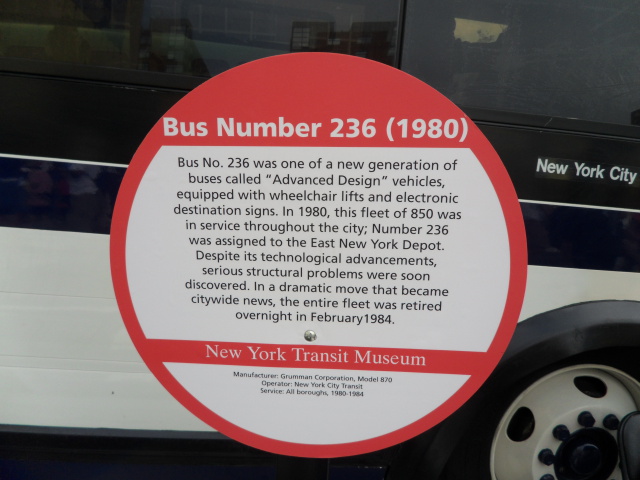 Bus Number 236 (1980)
Bus No. 236 was one of a new generation of
buses called "Advanced Design" vehicles,
equipped with wheelchair lifts and electronic
destination signs. In 1980, this fleet of 850 was
in service throughout the city; Number 236
was assigned to the East New York Depot.
Despite its technological advancements,
serious structural problems were soon
discovered. In a dramatic move that became
citywide news, the entire fleet was retired
overnight in February1984.
New York Transit Museum
Manufacturer: Grumman Corporation, Model 870
Operator: New York City Transit
Service: All boroughs, 1980-1984
New York City